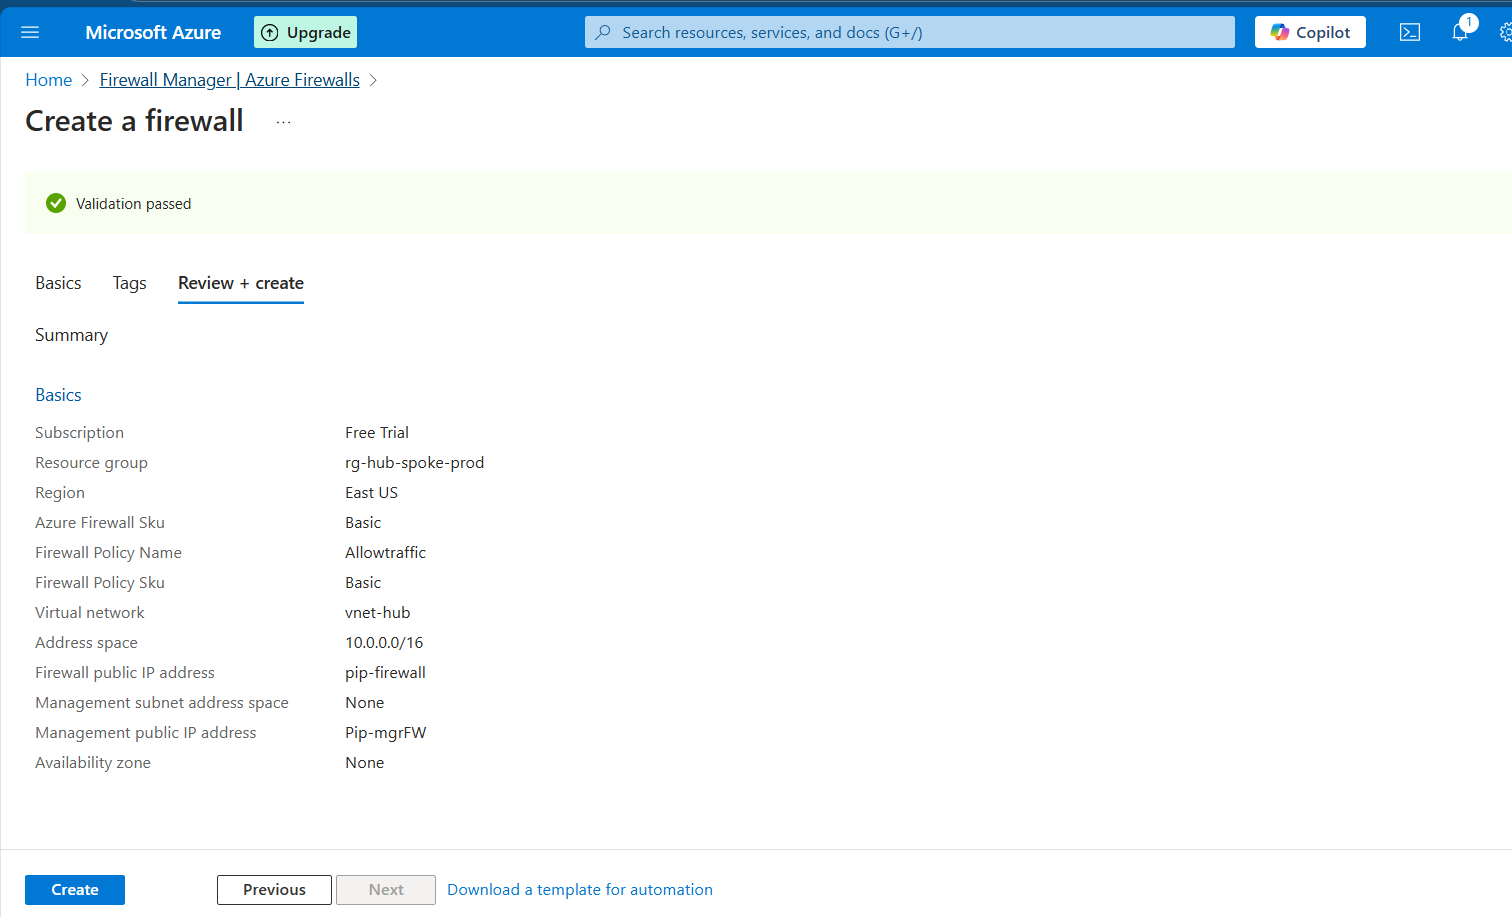 Microsoft Azure
Upgrade
Search resources, services, and docs (G+/)
Copilot
1
Home > Firewall Manager | Azure Firewalls >
Create a firewall ...
Validation passed
Basics Tags Review + create
Summary
Basics
Subscription Free Trial
Resource group rg-hub-spoke-prod
Region East US
Azure Firewall Sku Basic
Firewall Policy Name Allowtraffic
Firewall Policy Sku Basic
Virtual network vnet-hub
Address space 10.0.0.0/16
Firewall public IP address pip-firewall
Management subnet address space None
Management public IP address Pip-mgrFW
Availability zone None
Create Previous Next Download a template for automation